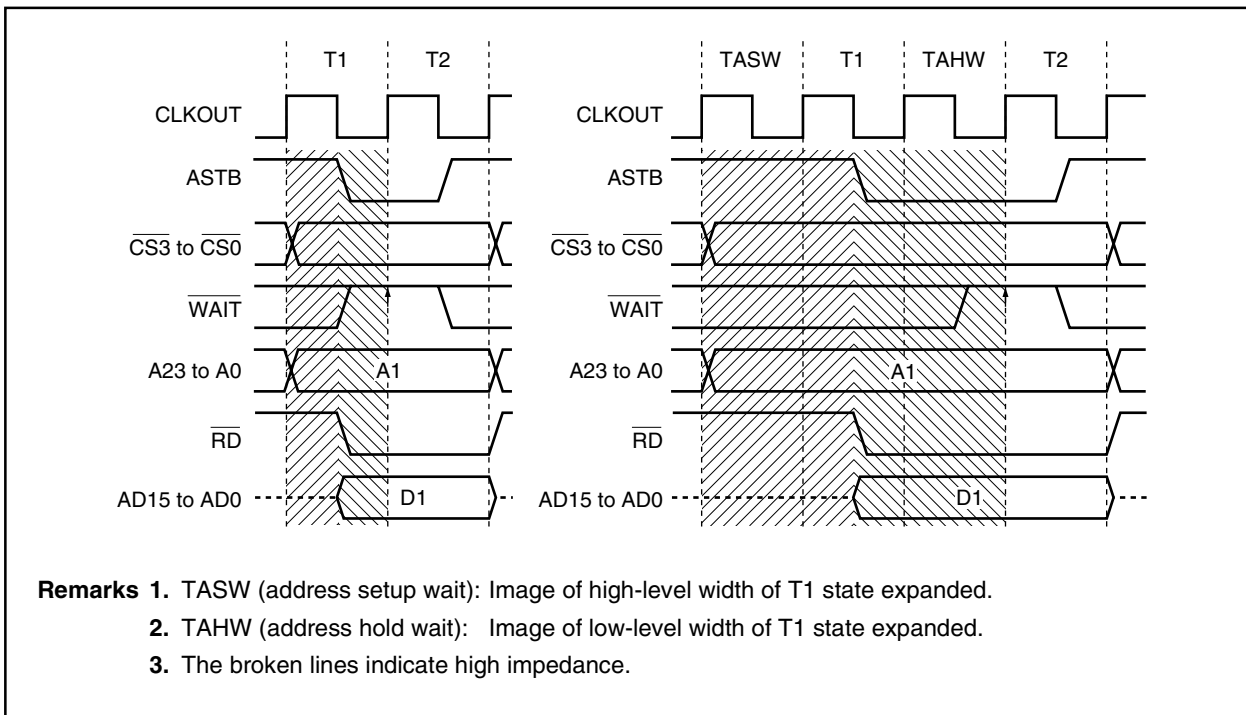 T1 T2 TASW T1 TAHW T2
CLKOUT CLKOUT
ASTB ASTB
CS3 to CS0 CS3 to CS0
WAIT WAIT
A23 to A0 A1 A23 to A0 A1
RD RD
AD15 to AD0 D1 AD15 to AD0 D1
Remarks 1. TASW (address setup wait): Image of high-level width of T1 state expanded.
2. TAHW (address hold wait): Image of low-level width of T1 state expanded.
3. The broken lines indicate high impedance.